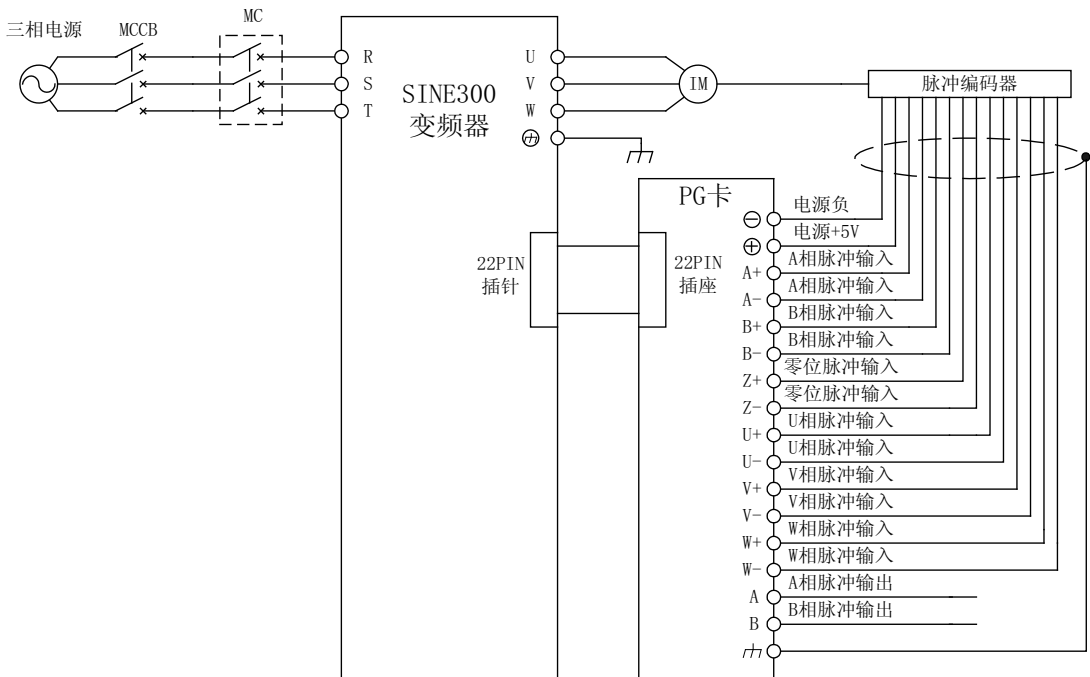 三相电源
MCCB
MC
R
S
T
SINE300
变频器
U
V
W
IM
脉冲编码器
PG卡
22PIN
插针
22PIN
插座
电源负
电源+5V
A+
A相脉冲输入
A-
A相脉冲输入
B+
B相脉冲输入
B-
B相脉冲输入
Z+
零位脉冲输入
Z-
零位脉冲输入
U+
U相脉冲输入
U-
U相脉冲输入
V+
V相脉冲输入
V-
V相脉冲输入
W+
W相脉冲输入
W-
W相脉冲输入
A
A相脉冲输出
B
B相脉冲输出